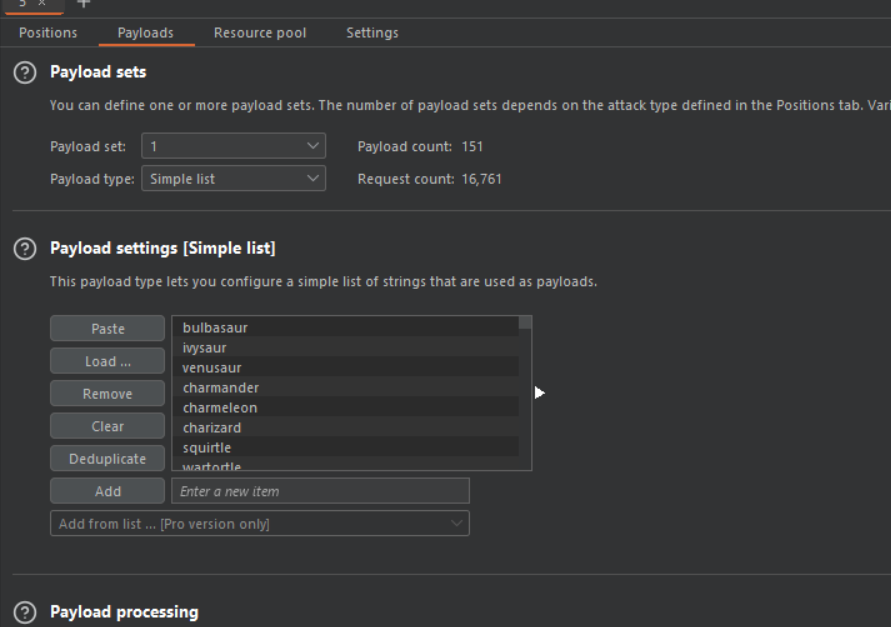 5 × +
Positions Payloads Resource pool Settings
Payload sets
You can define one or more payload sets. The number of payload sets depends on the attack type defined in the Positions tab. Vari
Payload set: 1 Payload count: 151
Payload type: Simple list Request count: 16,761
Payload settings [Simple list]
This payload type lets you configure a simple list of strings that are used as payloads.
Paste
Load ...
Remove
Clear
Deduplicate
bulbasaur
ivysaur
venusaur
charmander
charmeleon
charizard
squirtle
wartortle
Add Enter a new item
Add from list ... [Pro version only]
Payload processing